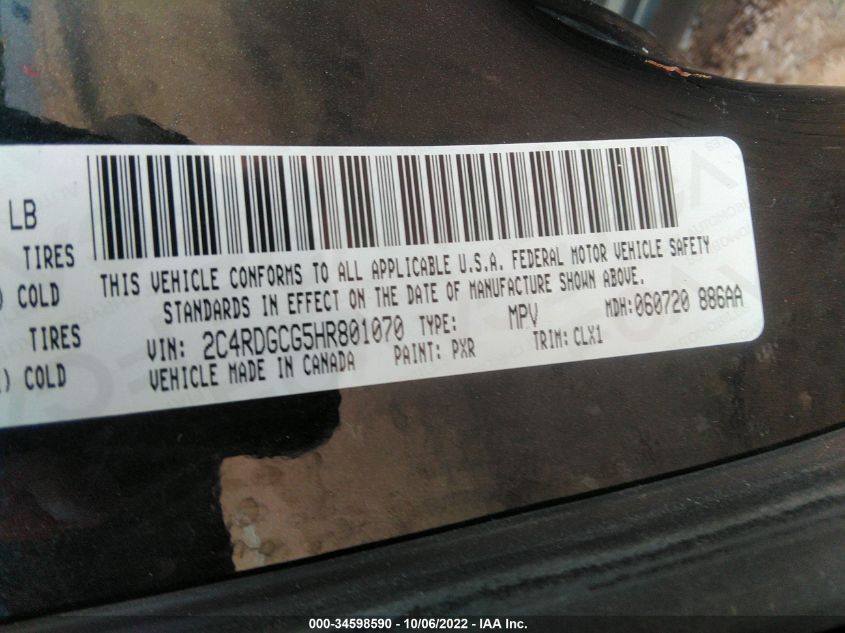 LB
TIRES
) COLD
TIRES
) COLD
THIS VEHICLE CONFORMS TO ALL APPLICABLE U.S.A. FEDERAL MOTOR VEHICLE SAFETY
STANDARDS IN EFFECT ON THE DATE OF MANUFACTURE SHOWN ABOVE.
VIN: 2C4RDGCG5HR801070 TYPE: MPV MDH:060720 886AA
VEHICLE MADE IN CANADA PAINT: PXR TRIM:CLX1
000-34598590 - 10/06/2022 - IAA Inc.